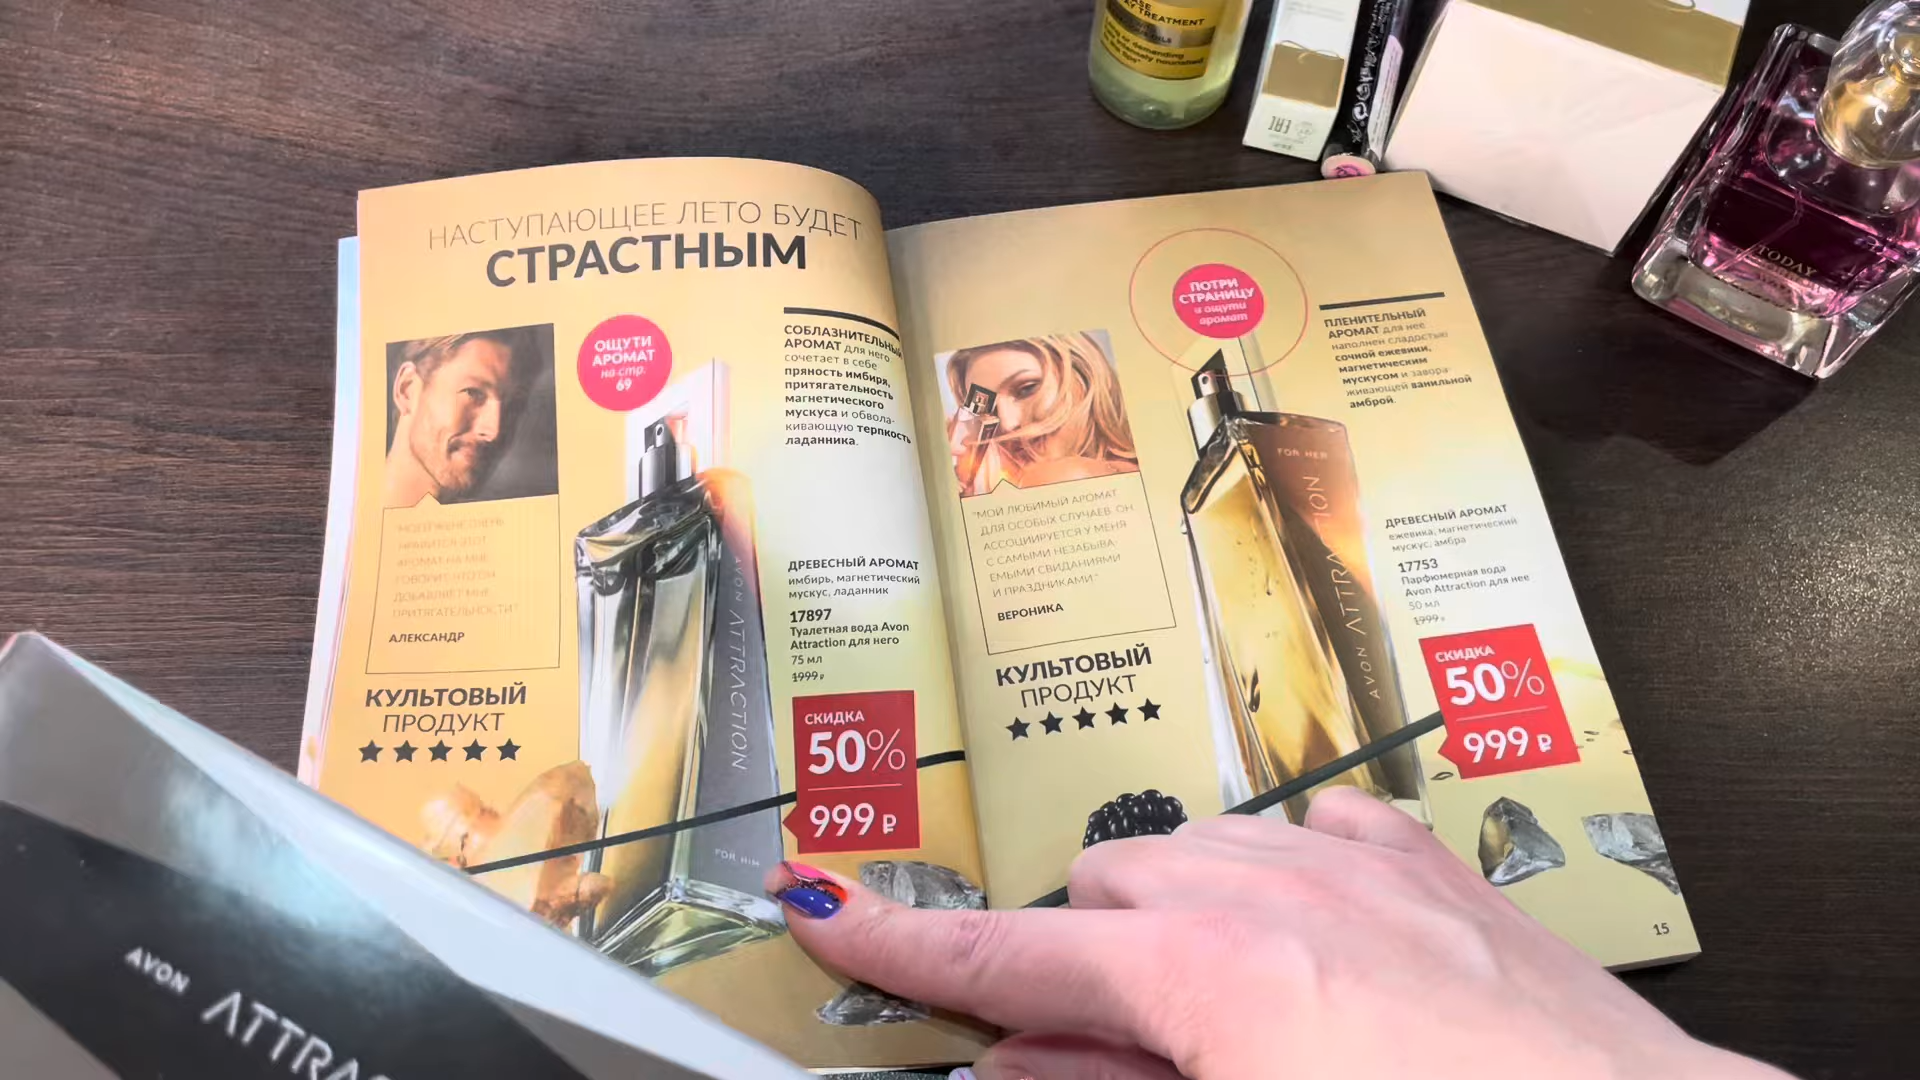 НАСТУПАЮЩЕЕ ЛЕТО БУДЕТ
СТРАСТНЫМ
ОЩУТИ
АРОМАТ
на стр.
69
СОБЛАЗНИТЕЛЬНЫЙ
АРОМАТ для него
сочетает в себе
пряность имбиря,
притягательность
магнетического
мускуса и обвола-
кивающую терпкость
ладанника.
АЛЕКСАНДР
КУЛЬТОВЫЙ
ПРОДУКТ
ДРЕВЕСНЫЙ АРОМАТ
имбирь, магнетический
мускус, ладанник
17897
Туалетная вода Avon
Attraction для него
75 мл
1999 ₽
СКИДКА
50%
999 ₽
AVON ATTRACTION
FOR HIM
ПОТРИ
СТРАНИЦУ
и ощути
аромат
ПЛЕНИТЕЛЬНЫЙ
АРОМАТ для нее
наполнен сладостью
сочной ежевики,
магнетическим
мускусом и завора-
живающей ванильной
амброй.
"МОЙ ЛЮБИМЫЙ АРОМАТ
ДЛЯ ОСОБЫХ СЛУЧАЕВ. ОН
АССОЦИИРУЕТСЯ У МЕНЯ
С САМЫМИ НЕЗАБЫВА-
ЕМЫМИ СВИДАНИЯМИ
И ПРАЗДНИКАМИ."
ВЕРОНИКА
КУЛЬТОВЫЙ
ПРОДУКТ
FOR HER
AVON ATTRACTION
ДРЕВЕСНЫЙ АРОМАТ
ежевика, магнетический
мускус, амбра
17753
Парфюмерная вода
Avon Attraction для нее
50 мл
1999 ₽
СКИДКА
50%
999 ₽
15
AVON
TREATMENT
TODAY
EAC